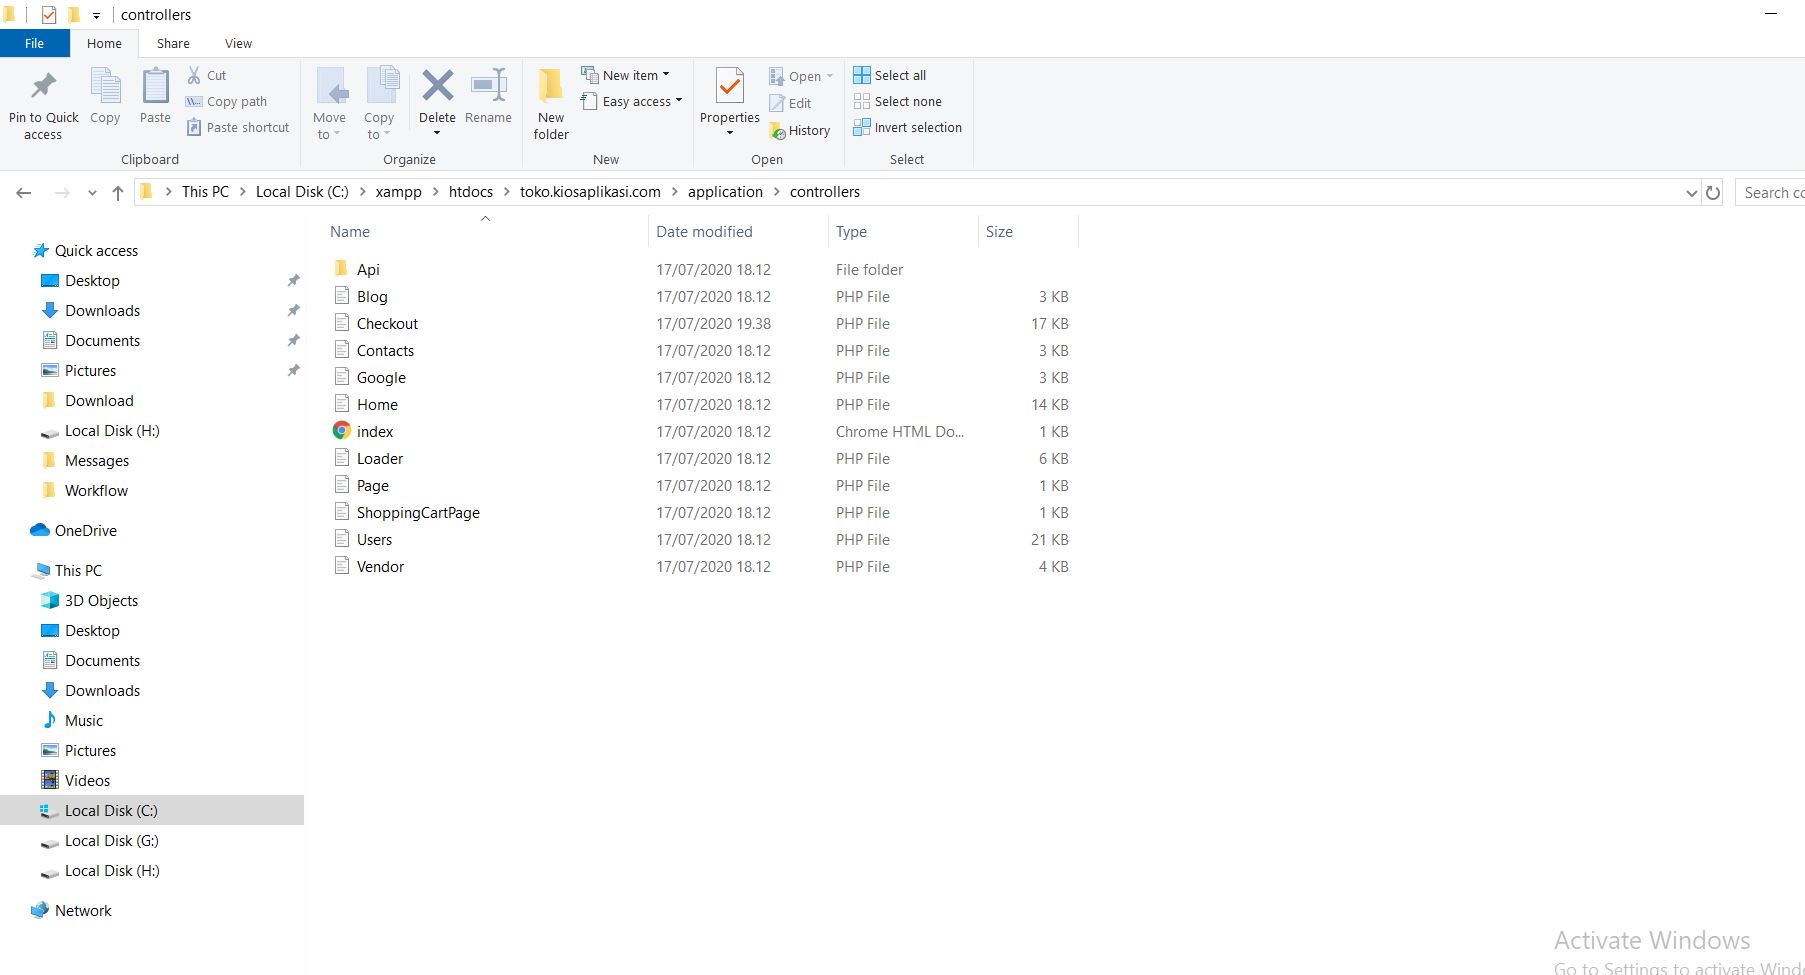 controllers
File Home Share View
Pin to Quick access
Copy
Paste
Cut
Copy path
Paste shortcut
Clipboard
Move to
Copy to
Delete
Rename
Organize
New folder
New item
Easy access
New
Properties
Open
Edit
History
Open
Select all
Select none
Invert selection
Select
This PC > Local Disk (C:) > xampp > htdocs > toko.kiosaplikasi.com > application > controllers
Search co
Quick access
Desktop
Downloads
Documents
Pictures
Download
Local Disk (H:)
Messages
Workflow
OneDrive
This PC
3D Objects
Desktop
Documents
Downloads
Music
Pictures
Videos
Local Disk (C:)
Local Disk (G:)
Local Disk (H:)
Network
Name Date modified Type Size
Api 17/07/2020 18.12 File folder
Blog 17/07/2020 18.12 PHP File 3 KB
Checkout 17/07/2020 19.38 PHP File 17 KB
Contacts 17/07/2020 18.12 PHP File 3 KB
Google 17/07/2020 18.12 PHP File 3 KB
Home 17/07/2020 18.12 PHP File 14 KB
index 17/07/2020 18.12 Chrome HTML Do... 1 KB
Loader 17/07/2020 18.12 PHP File 6 KB
Page 17/07/2020 18.12 PHP File 1 KB
ShoppingCartPage 17/07/2020 18.12 PHP File 1 KB
Users 17/07/2020 18.12 PHP File 21 KB
Vendor 17/07/2020 18.12 PHP File 4 KB
Activate Windows
Go to Settings to activate Wind